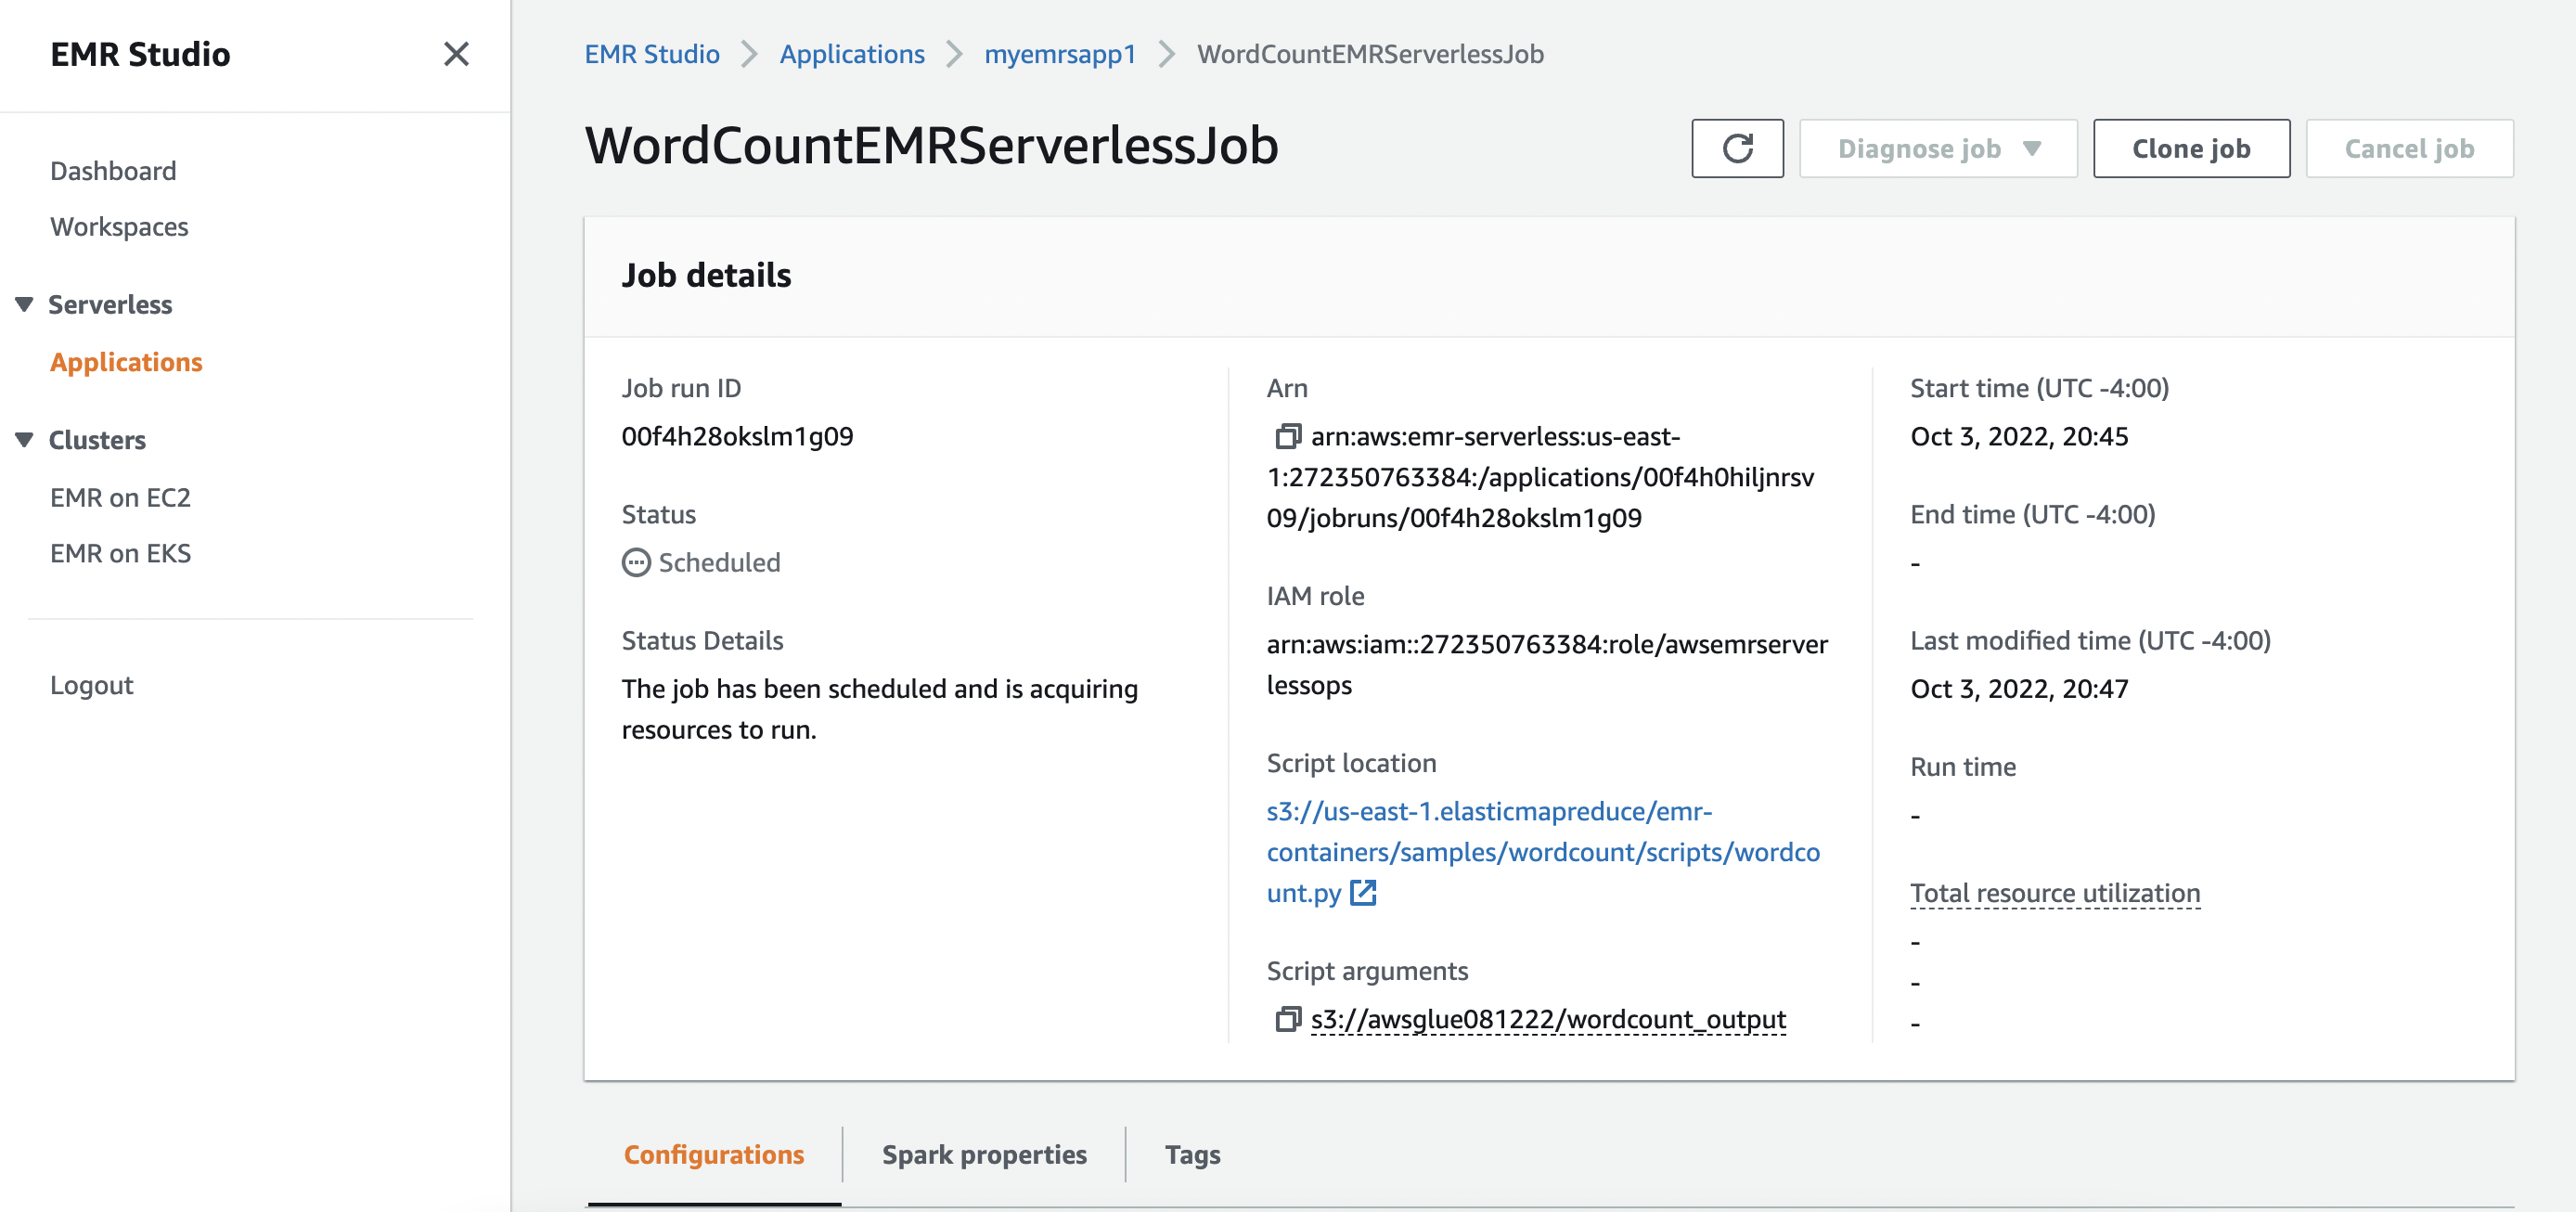 EMR Studio
Dashboard
Workspaces
Serverless
Applications
Clusters
EMR on EC2
EMR on EKS
Logout
EMR Studio > Applications > myemrsapp1 > WordCountEMRServerlessJob
WordCountEMRServerlessJob
Diagnose job
Clone job
Cancel job
Job details
Job run ID
00f4h28okslm1g09
Status
Scheduled
Status Details
The job has been scheduled and is acquiring
resources to run.
Arn
arn:aws:emr-serverless:us-east-
1:272350763384:/applications/00f4h0hiljnrsv
09/jobruns/00f4h28okslm1g09
IAM role
arn:aws:iam::272350763384:role/awsemrserver
lessops
Script location
s3://us-east-1.elasticmapreduce/emr-
containers/samples/wordcount/scripts/wordco
unt.py
Script arguments
s3://awsglue081222/wordcount_output
Start time (UTC -4:00)
Oct 3, 2022, 20:45
End time (UTC -4:00)
-
Last modified time (UTC -4:00)
Oct 3, 2022, 20:47
Run time
-
Total resource utilization
-
-
-
Configurations
Spark properties
Tags